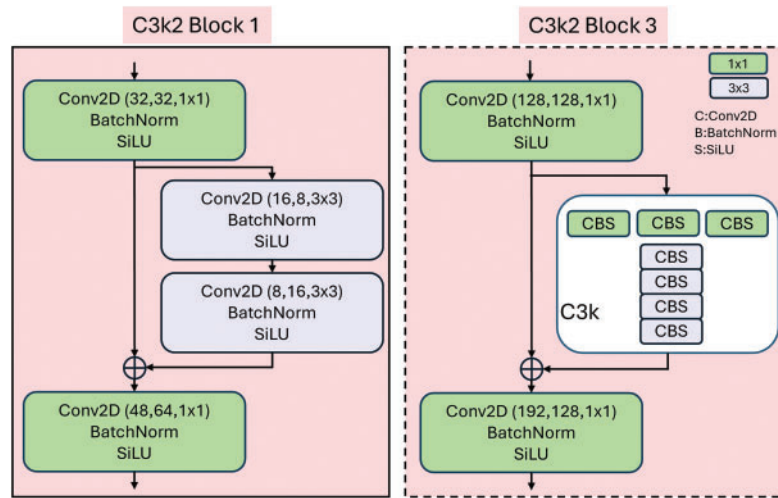 C3k2 Block 1
Conv2D (32,32,1x1)
BatchNorm
SiLU
Conv2D (16,8,3x3)
BatchNorm
SiLU
Conv2D (8,16,3x3)
BatchNorm
SiLU
Conv2D (48,64,1x1)
BatchNorm
SiLU
C3k2 Block 3
1x1
3x3
C:Conv2D
B:BatchNorm
S:SiLU
Conv2D (128,128,1x1)
BatchNorm
SiLU
CBS CBS CBS
CBS
CBS
CBS
CBS
C3k
Conv2D (192,128,1x1)
BatchNorm
SiLU